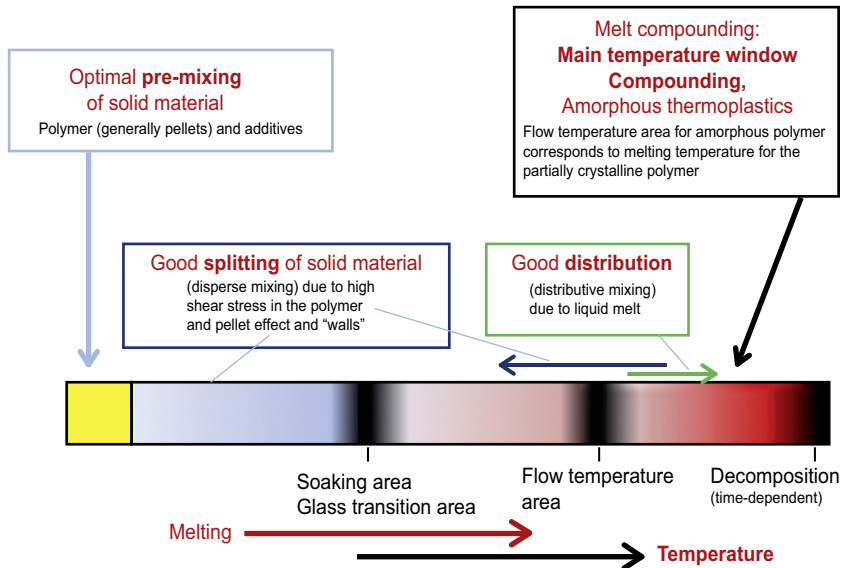 Optimal pre-mixing
of solid material
Polymer (generally pellets) and additives
Melt compounding:
Main temperature window
Compounding,
Amorphous thermoplastics
Flow temperature area for amorphous polymer
corresponds to melting temperature for the
partially crystalline polymer
Good splitting of solid material
(disperse mixing) due to high
shear stress in the polymer
and pellet effect and “walls”
Good distribution
(distributive mixing)
due to liquid melt
Soaking area
Glass transition area
Flow temperature
area
Decomposition
(time-dependent)
Melting
Temperature